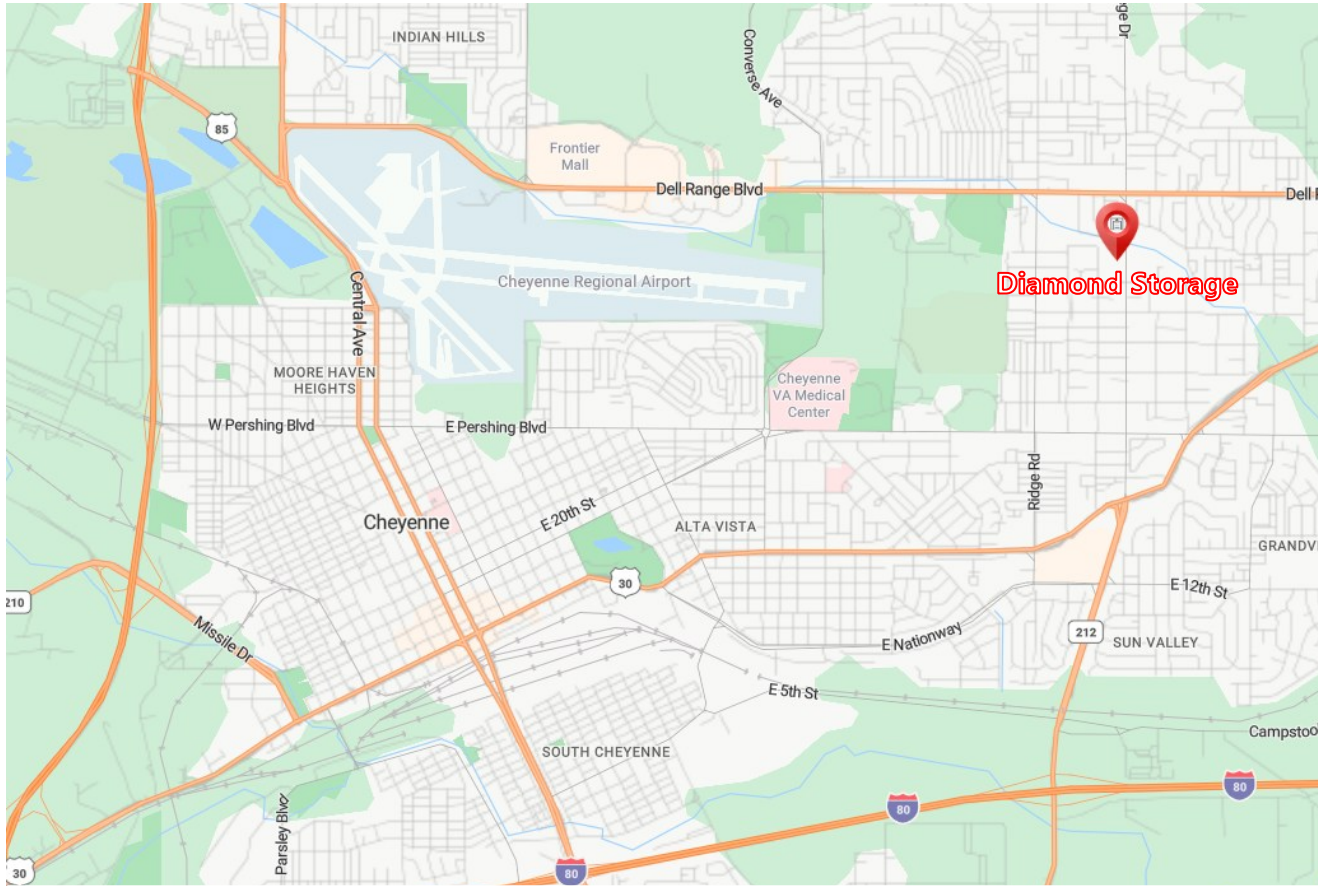 INDIAN HILLS
Converse Ave
ge Dr
85
Frontier
Mall
Dell Range Blvd
Dell R
Diamond Storage
Cheyenne Regional Airport
Central Ave
MOORE HAVEN
HEIGHTS
Cheyenne
VA Medical
Center
W Pershing Blvd
E Pershing Blvd
Ridge Rd
E 20th St
Cheyenne
ALTA VISTA
GRANDVI
30
E 12th St
210
Missile Dr
E Nationway
212
SUN VALLEY
E 5th St
Campstoo
SOUTH CHEYENNE
80
80
Parsley Blvd
30
80